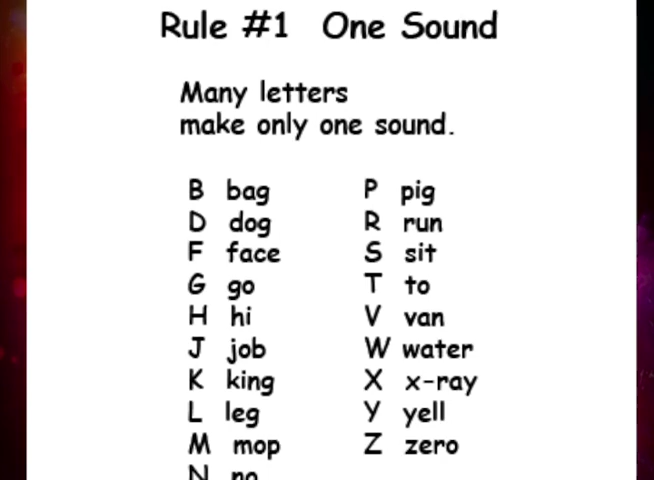 Rule #1 One Sound
Many letters
make only one sound.
B bag
D dog
F face
G go
H hi
J job
K king
L leg
M mop
N no
P pig
R run
S sit
T to
V van
W water
X x-ray
Y yell
Z zero